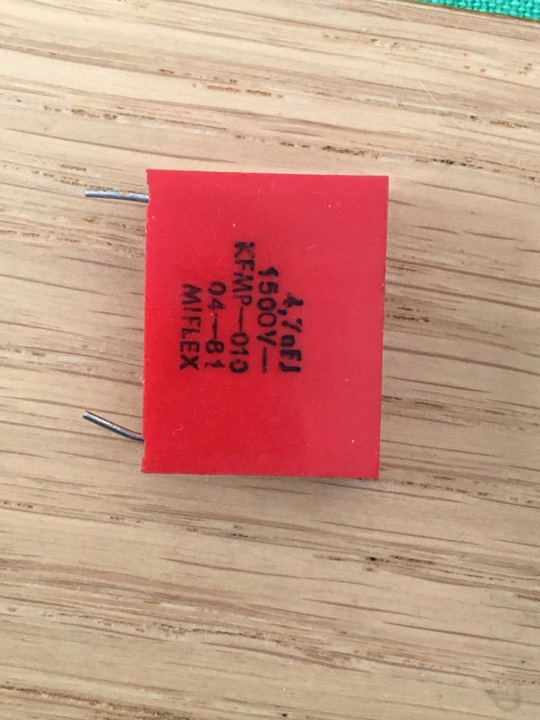 4,7nFJ
1500V—
KFMP—010
04—81
MIFLEX